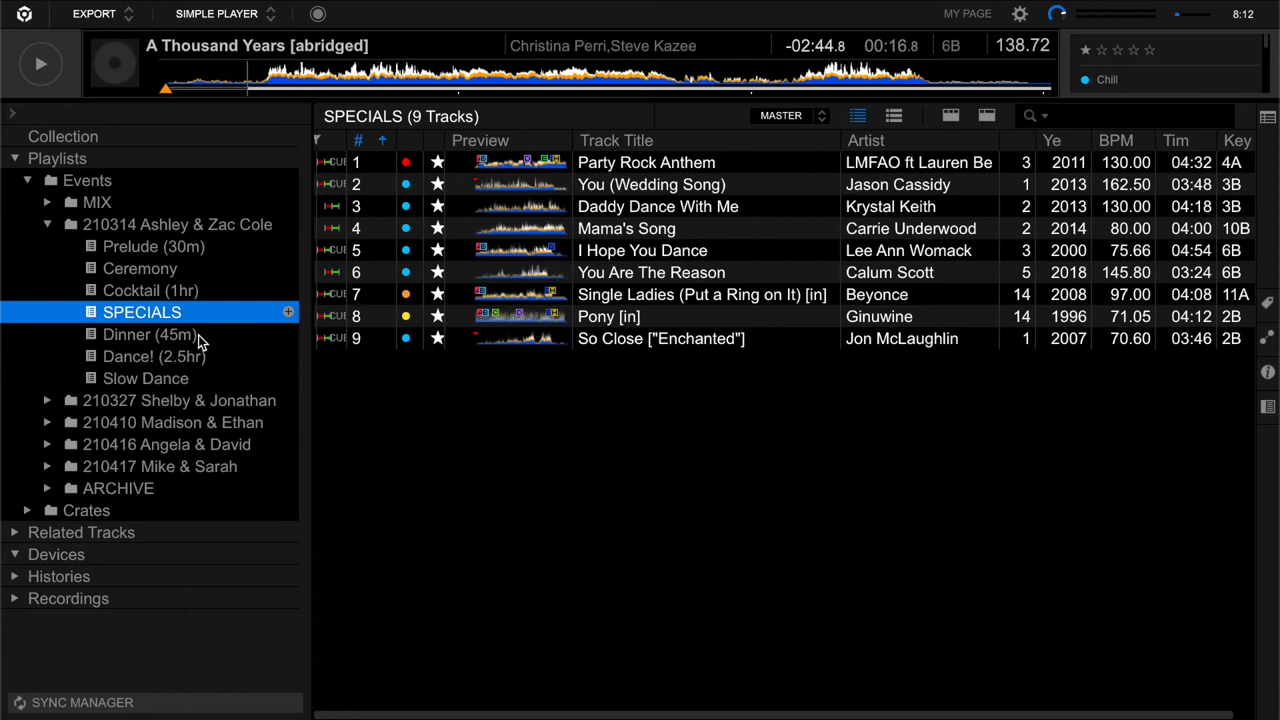 EXPORT SIMPLE PLAYER MY PAGE 8:12
A Thousand Years [abridged] Christina Perri,Steve Kazee -02:44.8 00:16.8 6B 138.72
Chill
SPECIALS (9 Tracks) MASTER
Collection
Playlists
Events
MIX
210314 Ashley & Zac Cole
Prelude (30m)
Ceremony
Cocktail (1hr)
SPECIALS
Dinner (45m)
Dance! (2.5hr)
Slow Dance
210327 Shelby & Jonathan
210410 Madison & Ethan
210416 Angela & David
210417 Mike & Sarah
ARCHIVE
Crates
Related Tracks
Devices
Histories
Recordings
SYNC MANAGER
# Preview Track Title Artist Ye BPM Tim Key
CUE 1 Party Rock Anthem LMFAO ft Lauren Be 3 2011 130.00 04:32 4A
CUE 2 You (Wedding Song) Jason Cassidy 1 2013 162.50 03:48 3B
3 Daddy Dance With Me Krystal Keith 2 2013 130.00 04:18 3B
4 Mama's Song Carrie Underwood 2 2014 80.00 04:00 10B
CUE 5 I Hope You Dance Lee Ann Womack 3 2000 75.66 04:54 6B
6 You Are The Reason Calum Scott 5 2018 145.80 03:24 6B
CUE 7 Single Ladies (Put a Ring on It) [in] Beyonce 14 2008 97.00 04:08 11A
CUE 8 Pony [in] Ginuwine 14 1996 71.05 04:12 2B
CUE 9 So Close ["Enchanted"] Jon McLaughlin 1 2007 70.60 03:46 2B